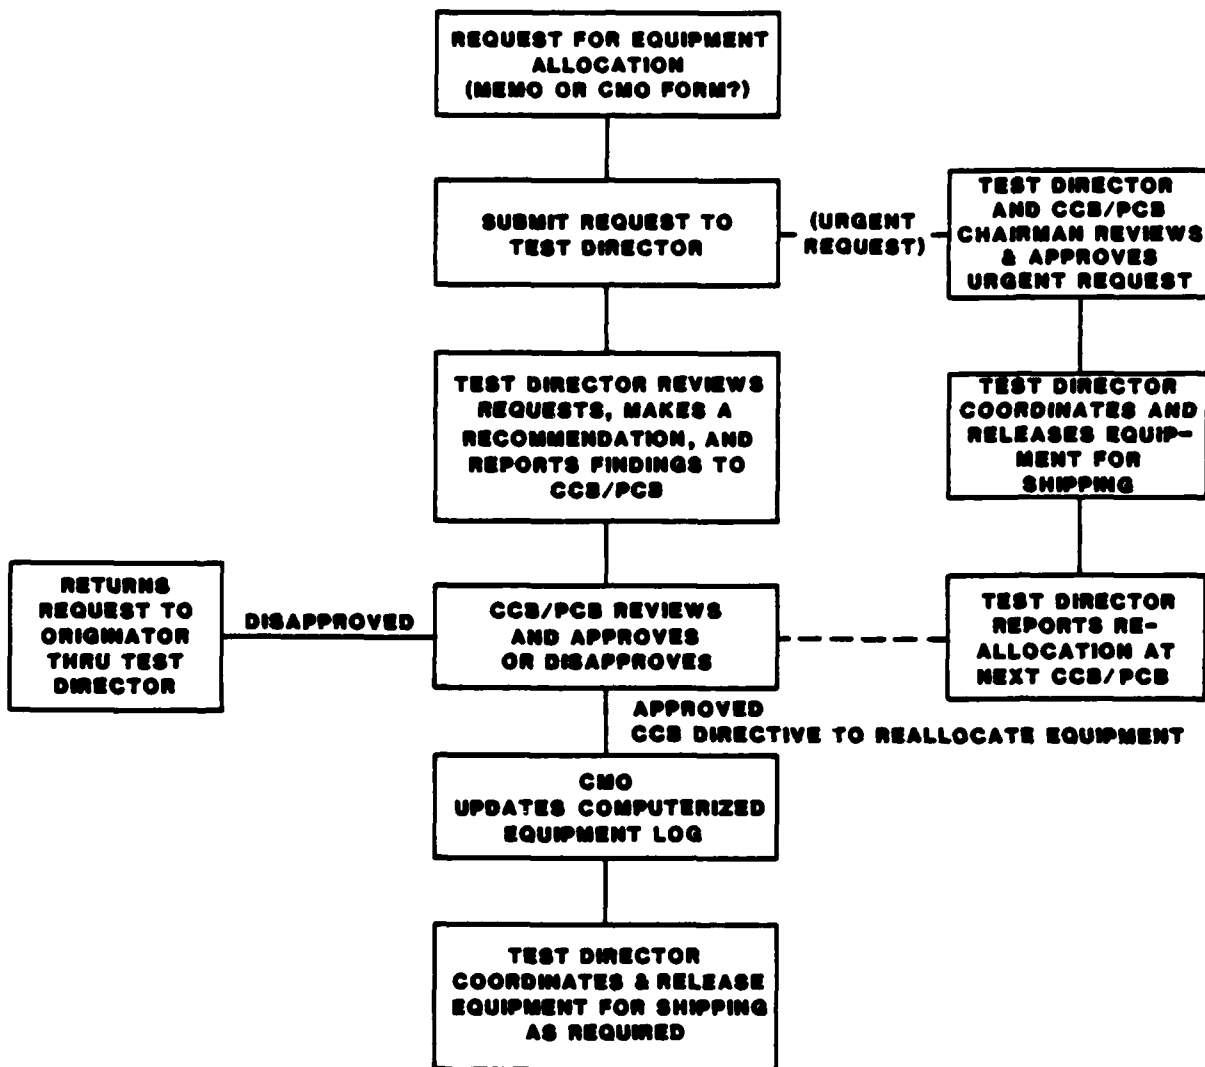 REQUEST FOR EQUIPMENT
ALLOCATION
(MEMO OR CMO FORM?)
SUBMIT REQUEST TO
TEST DIRECTOR
(URGENT
REQUEST)
TEST DIRECTOR
AND CCB/PCB
CHAIRMAN REVIEWS
& APPROVES
URGENT REQUEST
TEST DIRECTOR REVIEWS
REQUESTS, MAKES A
RECOMMENDATION, AND
REPORTS FINDINGS TO
CCB/PCB
TEST DIRECTOR
COORDINATES AND
RELEASES EQUIP-
MENT FOR
SHIPPING
RETURNS
REQUEST TO
ORIGINATOR
THRU TEST
DIRECTOR
DISAPPROVED
CCB/PCB REVIEWS
AND APPROVES
OR DISAPPROVES
TEST DIRECTOR
REPORTS RE-
ALLOCATION AT
NEXT CCB/PCB
APPROVED
CCB DIRECTIVE TO REALLOCATE EQUIPMENT
CMO
UPDATES COMPUTERIZED
EQUIPMENT LOG
TEST DIRECTOR
COORDINATES & RELEASE
EQUIPMENT FOR SHIPPING
AS REQUIRED